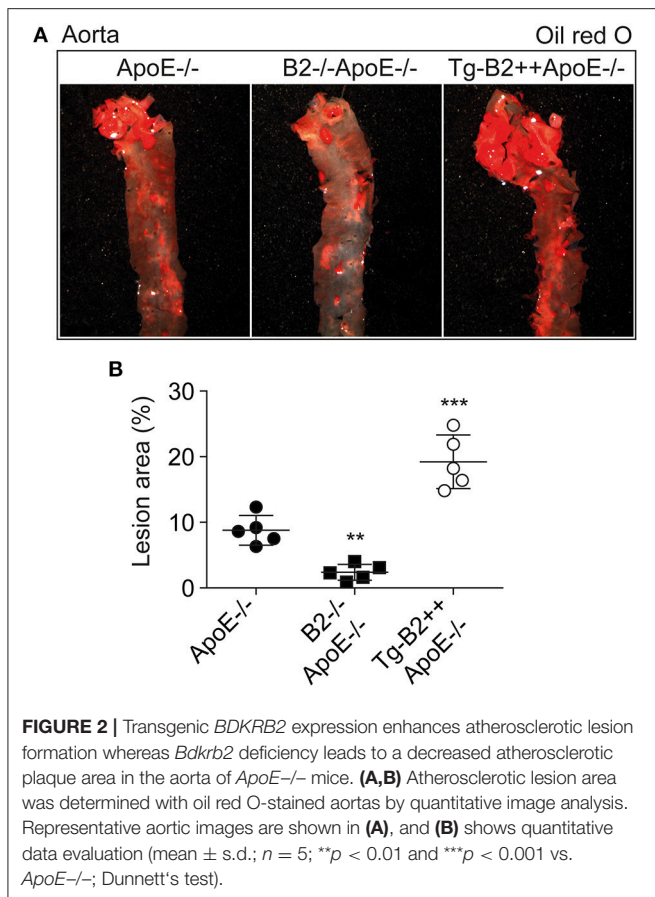 A Aorta Oil red O
ApoE-/- B2-/-ApoE-/- Tg-B2++ApoE-/-
B
Lesion area (%)
30
20
10
0
**
***
ApoE-/-
B2-/-
ApoE-/-
Tg-B2++
ApoE-/-
FIGURE 2 | Transgenic BDKRB2 expression enhances atherosclerotic lesion
formation whereas Bdkrb2 deficiency leads to a decreased atherosclerotic
plaque area in the aorta of ApoE−/− mice. (A,B) Atherosclerotic lesion area
was determined with oil red O-stained aortas by quantitative image analysis.
Representative aortic images are shown in (A), and (B) shows quantitative
data evaluation (mean ± s.d.; n = 5; **p < 0.01 and ***p < 0.001 vs.
ApoE−/−; Dunnett‘s test).